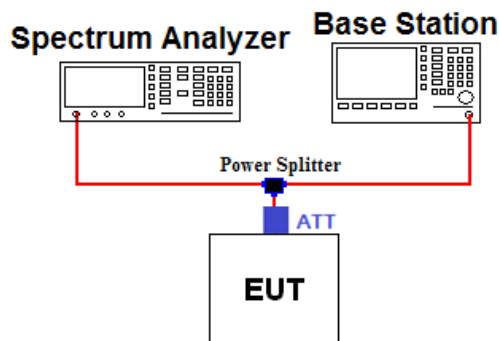 Spectrum Analyzer
Base Station
Power Splitter
ATT
EUT